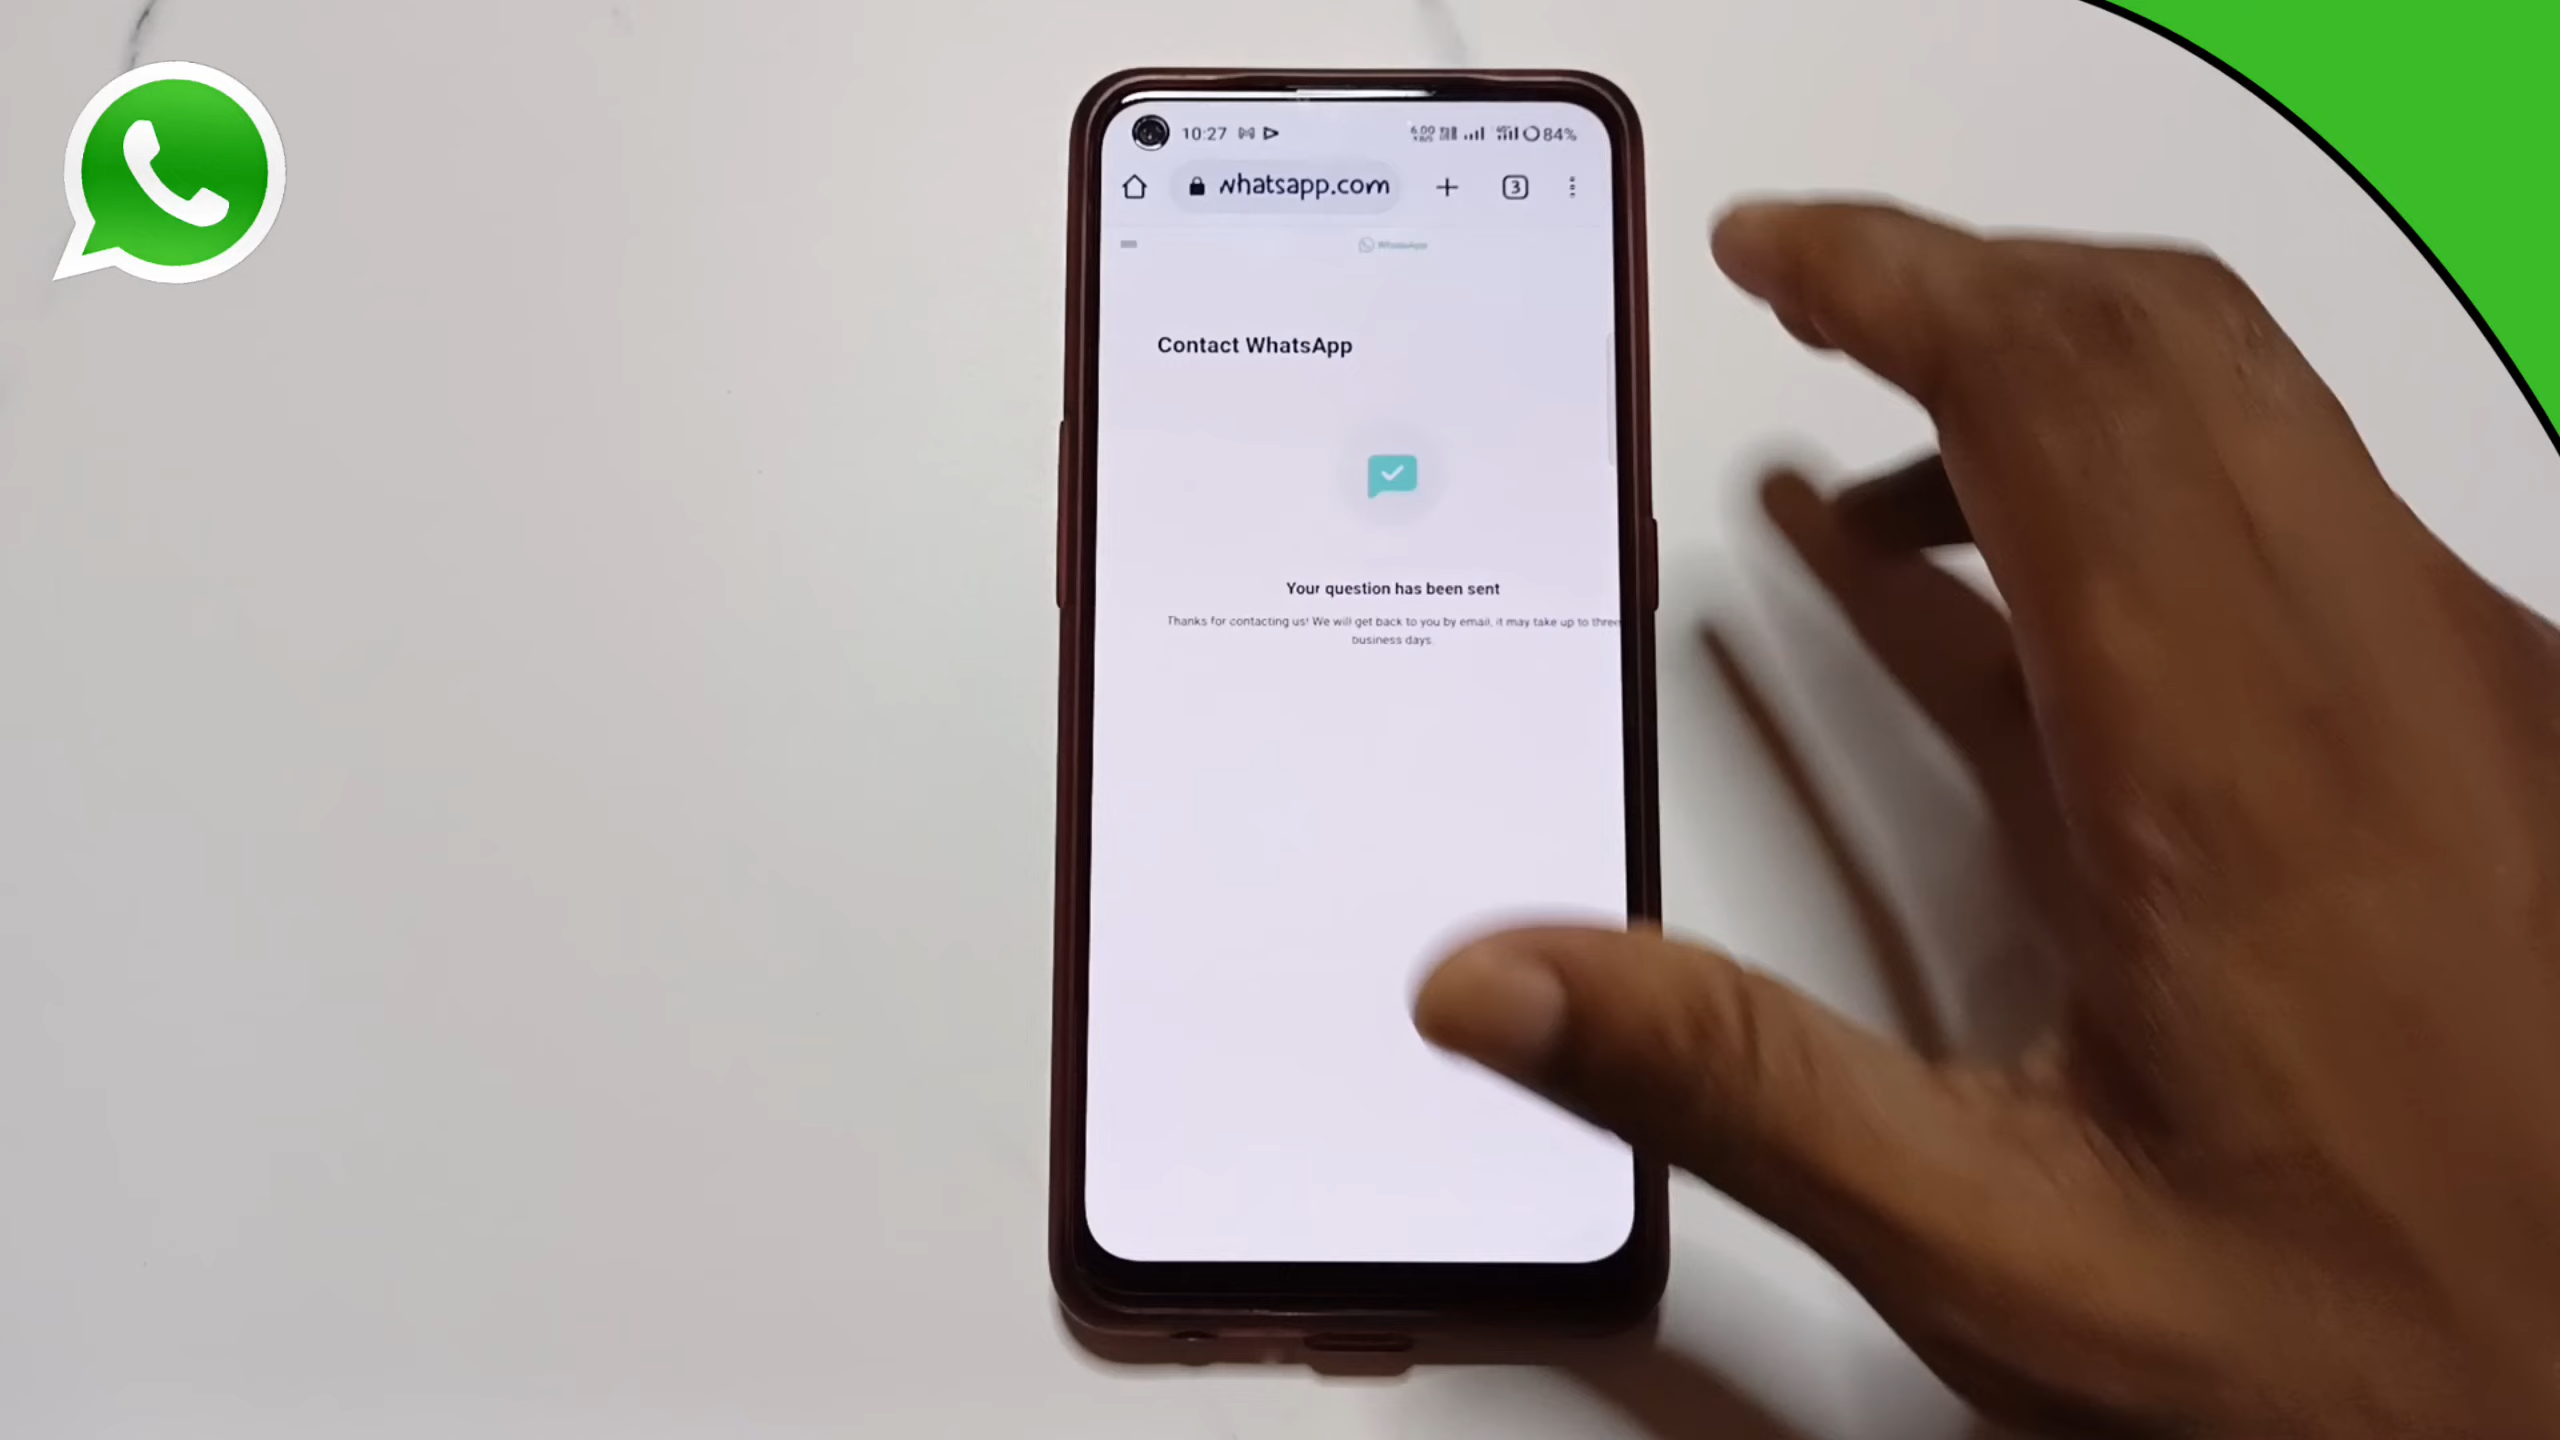 10:27
84%
whatsapp.com
3
WhatsApp
Contact WhatsApp
Your question has been sent
Thanks for contacting us! We will get back to you by email, it may take up to three
business days.